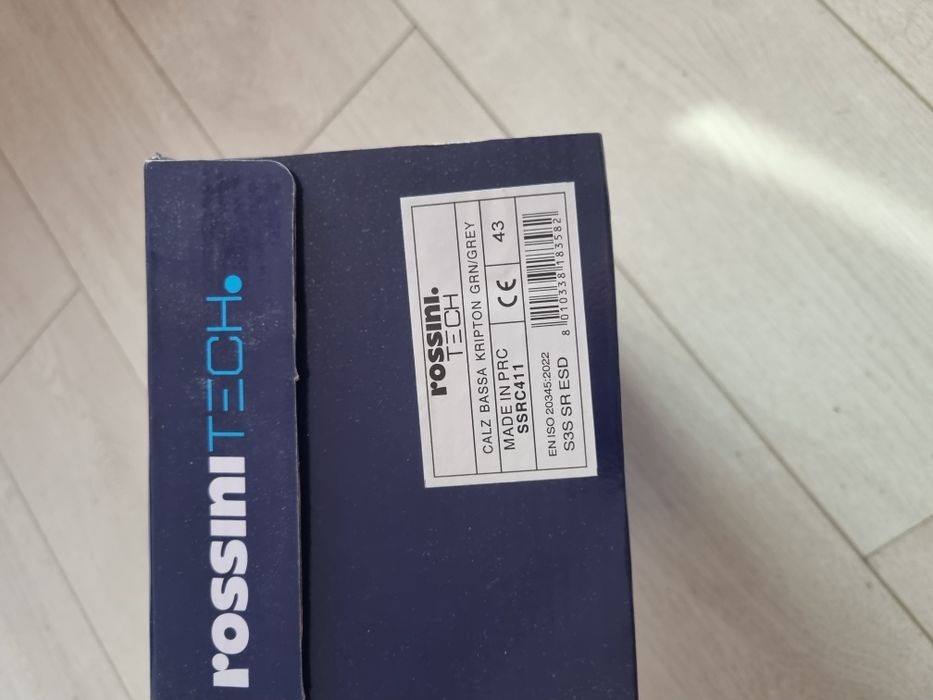 rossini TECH.
rossini.
TECH
CALZ BASSA KRIPTON GRN/GREY
MADE IN PRC
SSRC411
CE
43
EN ISO 20345:2022
S3S SR ESD
8 010338 183582